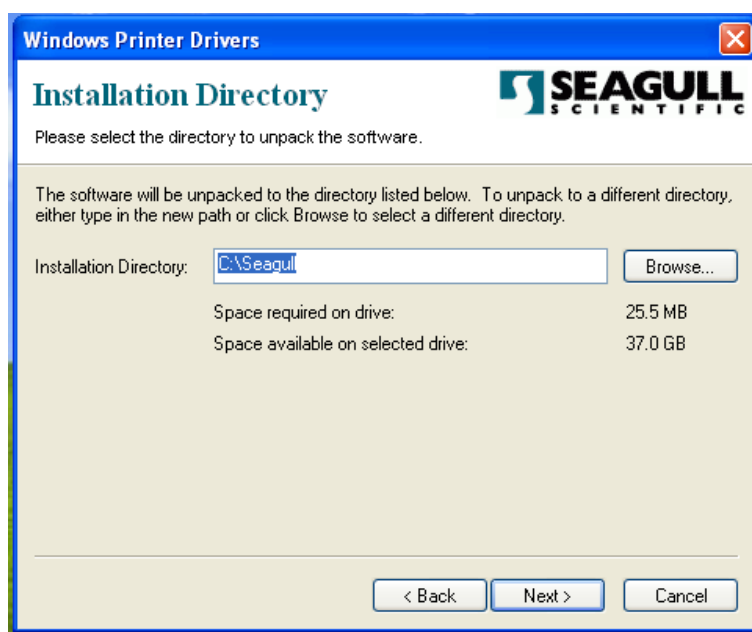 Windows Printer Drivers
Installation Directory
SEAGULL
SCIENTIFIC
Please select the directory to unpack the software.
The software will be unpacked to the directory listed below. To unpack to a different directory,
either type in the new path or click Browse to select a different directory.
Installation Directory: C:\Seagull Browse...
Space required on drive: 25.5 MB
Space available on selected drive: 37.0 GB
< Back Next > Cancel